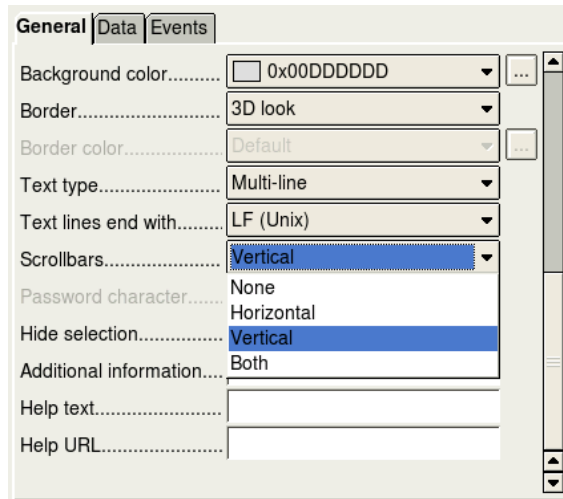 General Data Events
Background color.......... 0x00DDDDDD ...
Border....................... 3D look
Border color................. Default ...
Text type...................... Multi-line
Text lines end with......... LF (Unix)
Scrollbars..................... Vertical
None
Password character.......
Horizontal
Hide selection............... Vertical
Both
Additional information....
Help text.......................
Help URL......................